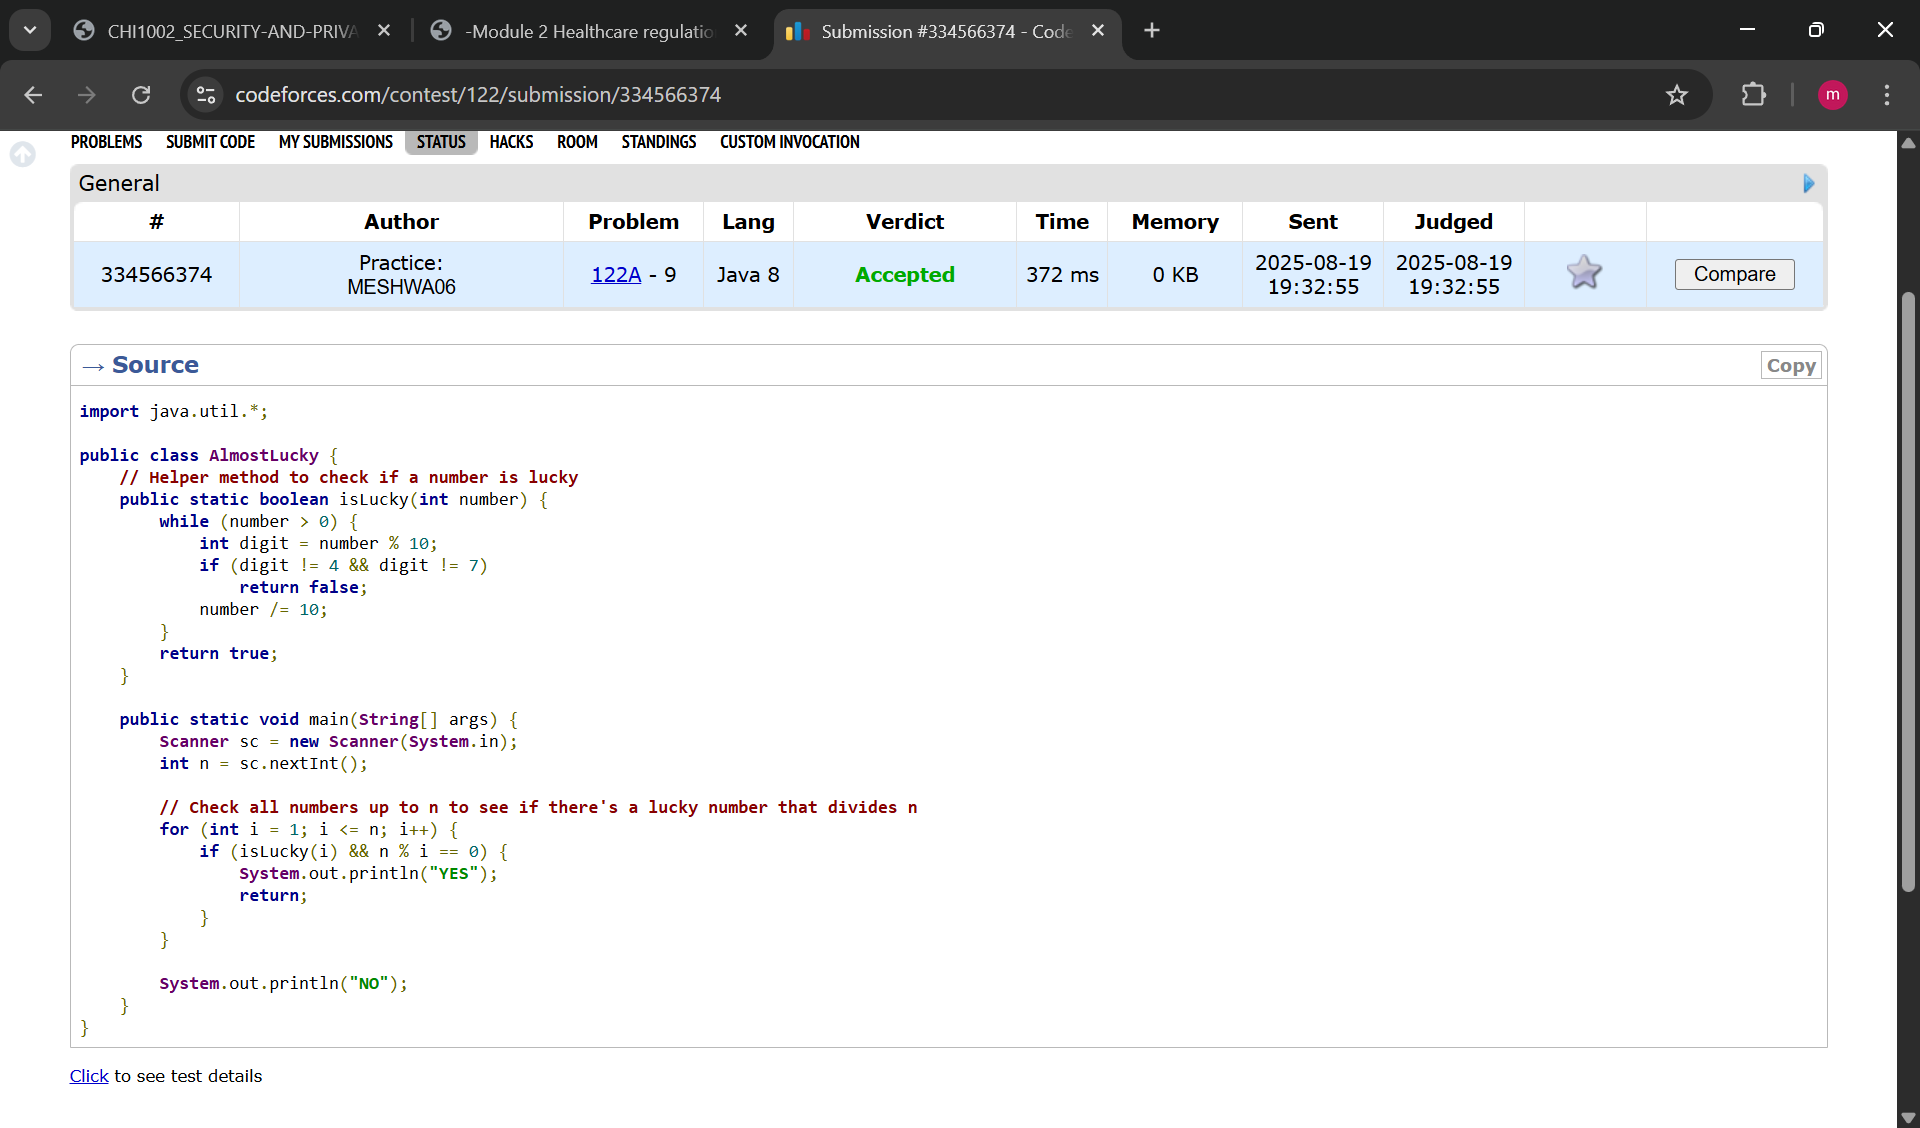 CHI1002_SECURITY-AND-PRIVA
-Module 2 Healthcare regulatio
Submission #334566374 - Code
codeforces.com/contest/122/submission/334566374
m
PROBLEMS SUBMIT CODE MY SUBMISSIONS STATUS HACKS ROOM STANDINGS CUSTOM INVOCATION
General
# Author Problem Lang Verdict Time Memory Sent Judged
334566374 Practice: MESHWA06 122A - 9 Java 8 Accepted 372 ms 0 KB 2025-08-19 19:32:55 2025-08-19 19:32:55 Compare
→ Source Copy
import java.util.*;
public class AlmostLucky {
// Helper method to check if a number is lucky
public static boolean isLucky(int number) {
while (number > 0) {
int digit = number % 10;
if (digit != 4 && digit != 7)
return false;
number /= 10;
}
return true;
}
public static void main(String[] args) {
Scanner sc = new Scanner(System.in);
int n = sc.nextInt();
// Check all numbers up to n to see if there's a lucky number that divides n
for (int i = 1; i <= n; i++) {
if (isLucky(i) && n % i == 0) {
System.out.println("YES");
return;
}
}
System.out.println("NO");
}
}
Click to see test details